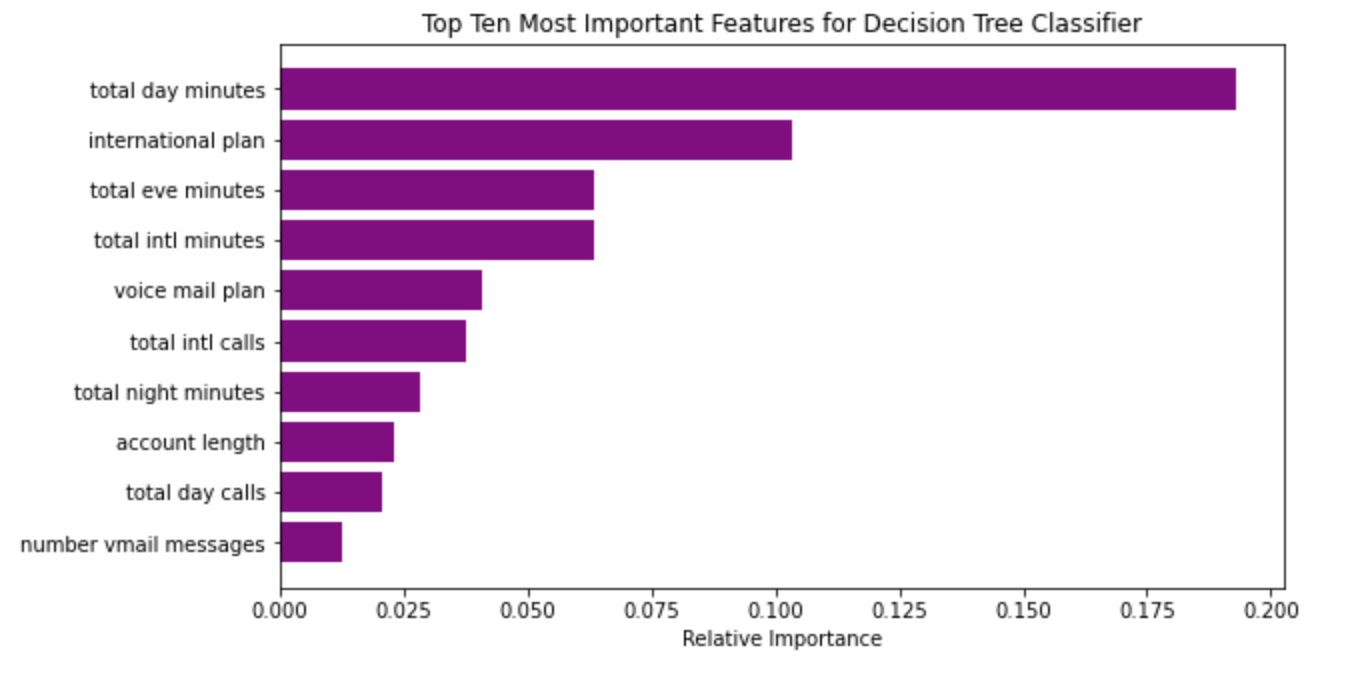 Top Ten Most Important Features for Decision Tree Classifier
total day minutes
international plan
total eve minutes
total intl minutes
voice mail plan
total intl calls
total night minutes
account length
total day calls
number vmail messages
0.000 0.025 0.050 0.075 0.100 0.125 0.150 0.175 0.200
Relative Importance